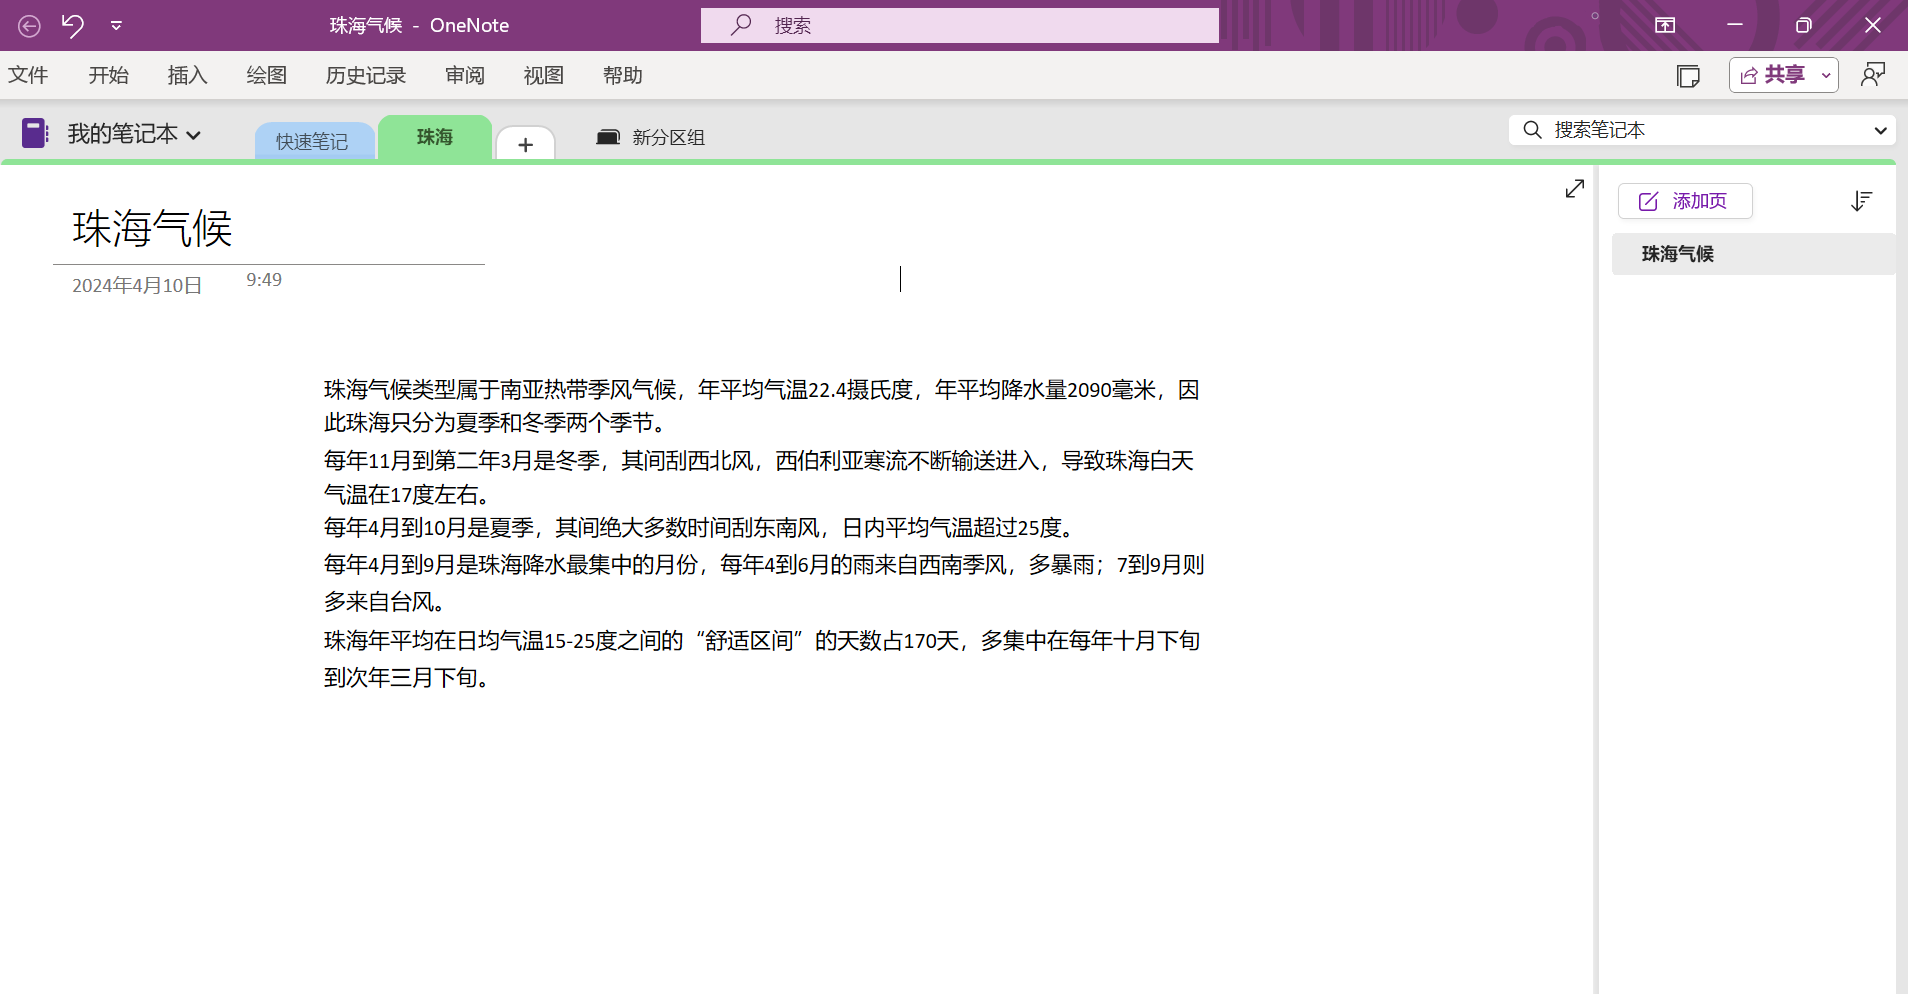 珠海气候 - OneNote
搜索
文件 开始 插入 绘图 历史记录 审阅 视图 帮助 共享
我的笔记本 快速笔记 珠海 + 新分区组 搜索笔记本
添加页
珠海气候
珠海气候
2024年4月10日 9:49
珠海气候类型属于南亚热带季风气候，年平均气温22.4摄氏度，年平均降水量2090毫米，因
此珠海只分为夏季和冬季两个季节。
每年11月到第二年3月是冬季，其间刮西北风，西伯利亚寒流不断输送进入，导致珠海白天
气温在17度左右。
每年4月到10月是夏季，其间绝大多数时间刮东南风，日内平均气温超过25度。
每年4月到9月是珠海降水最集中的月份，每年4到6月的雨来自西南季风，多暴雨；7到9月则
多来自台风。
珠海年平均在日均气温15-25度之间的“舒适区间”的天数占170天，多集中在每年十月下旬
到次年三月下旬。